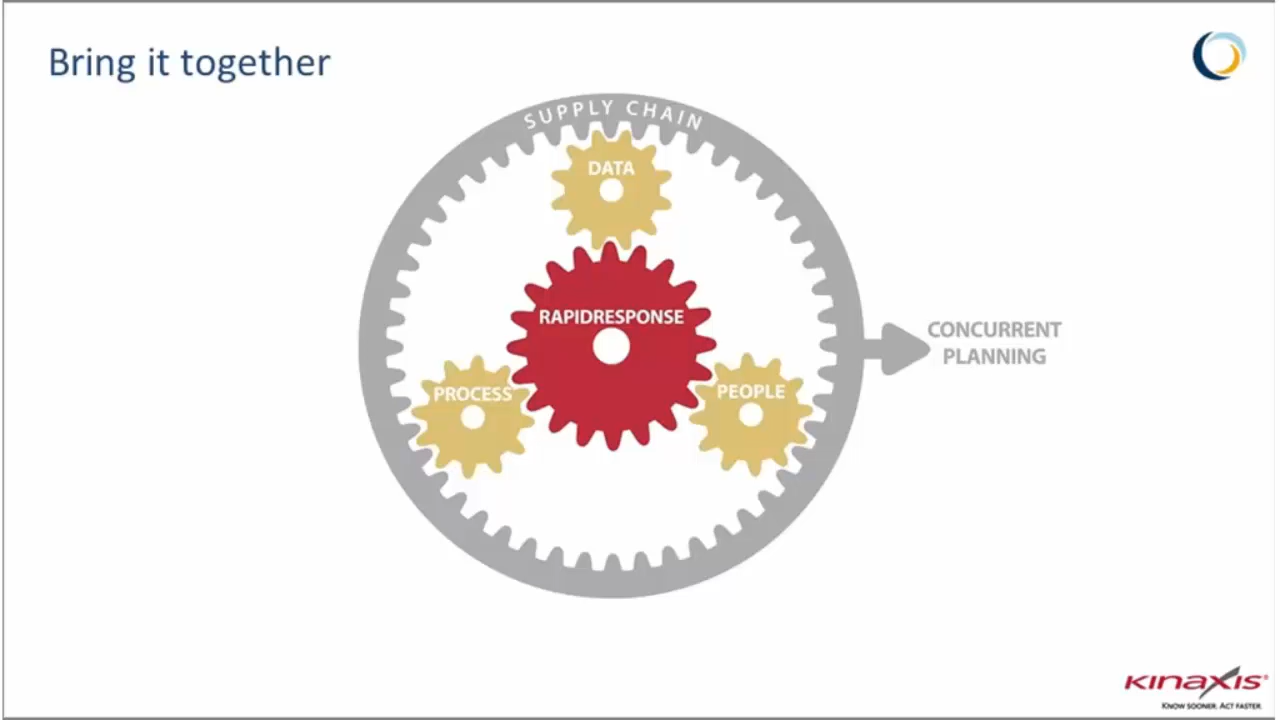 Bring it together
SUPPLY CHAIN
DATA
RAPIDRESPONSE
PROCESS
PEOPLE
CONCURRENT
PLANNING
KINAXIS®
KNOW SOONER. ACT FASTER.